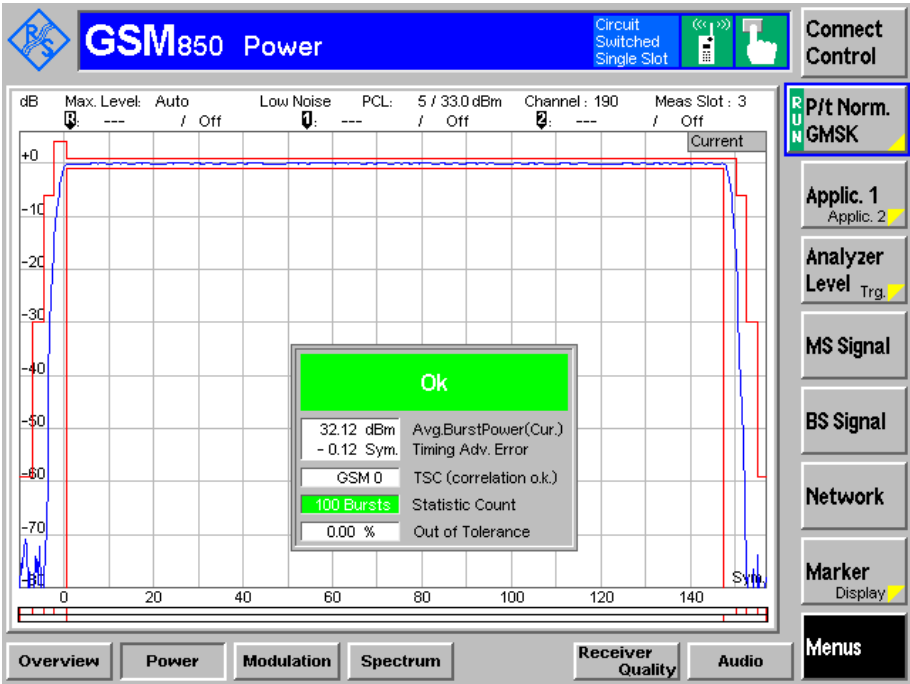 R&S
GSM850 Power
Circuit
Switched
Single Slot
Connect
Control
dB Max. Level: Auto Low Noise PCL: 5 / 33.0 dBm Channel : 190 Meas Slot : 3
R: --- / Off 1: --- / Off 2: --- / Off
RUN
P/t Norm.
GMSK
Current
+0
-10
-20
-30
-40
-50
-60
-70
-80
Sym.
0 20 40 60 80 100 120 140
Ok
32.12 dBm Avg.BurstPower(Cur.)
- 0.12 Sym. Timing Adv. Error
GSM 0 TSC (correlation o.k.)
100 Bursts Statistic Count
0.00 % Out of Tolerance
Applic. 1
Applic. 2
Analyzer
Level Trg.
MS Signal
BS Signal
Network
Marker
Display
Menus
Overview Power Modulation Spectrum Receiver Quality Audio